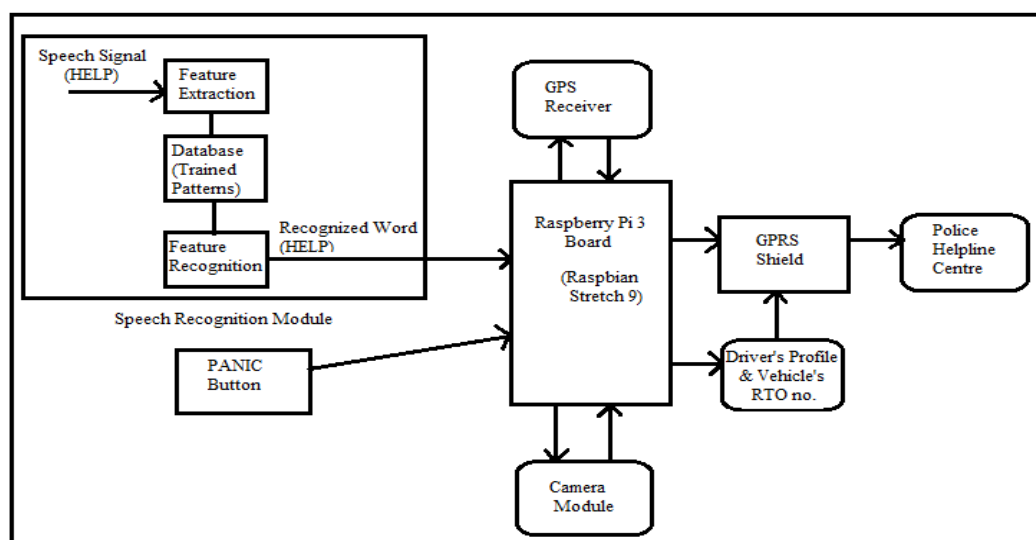 Speech Signal
(HELP)
Feature
Extraction
Database
(Trained
Patterns)
Feature
Recognition
Recognized Word
(HELP)
Speech Recognition Module
PANIC
Button
GPS
Receiver
Raspberry Pi 3
Board
(Raspbian
Stretch 9)
Camera
Module
GPRS
Shield
Driver's Profile
& Vehicle's
RTO no.
Police
Helpline
Centre